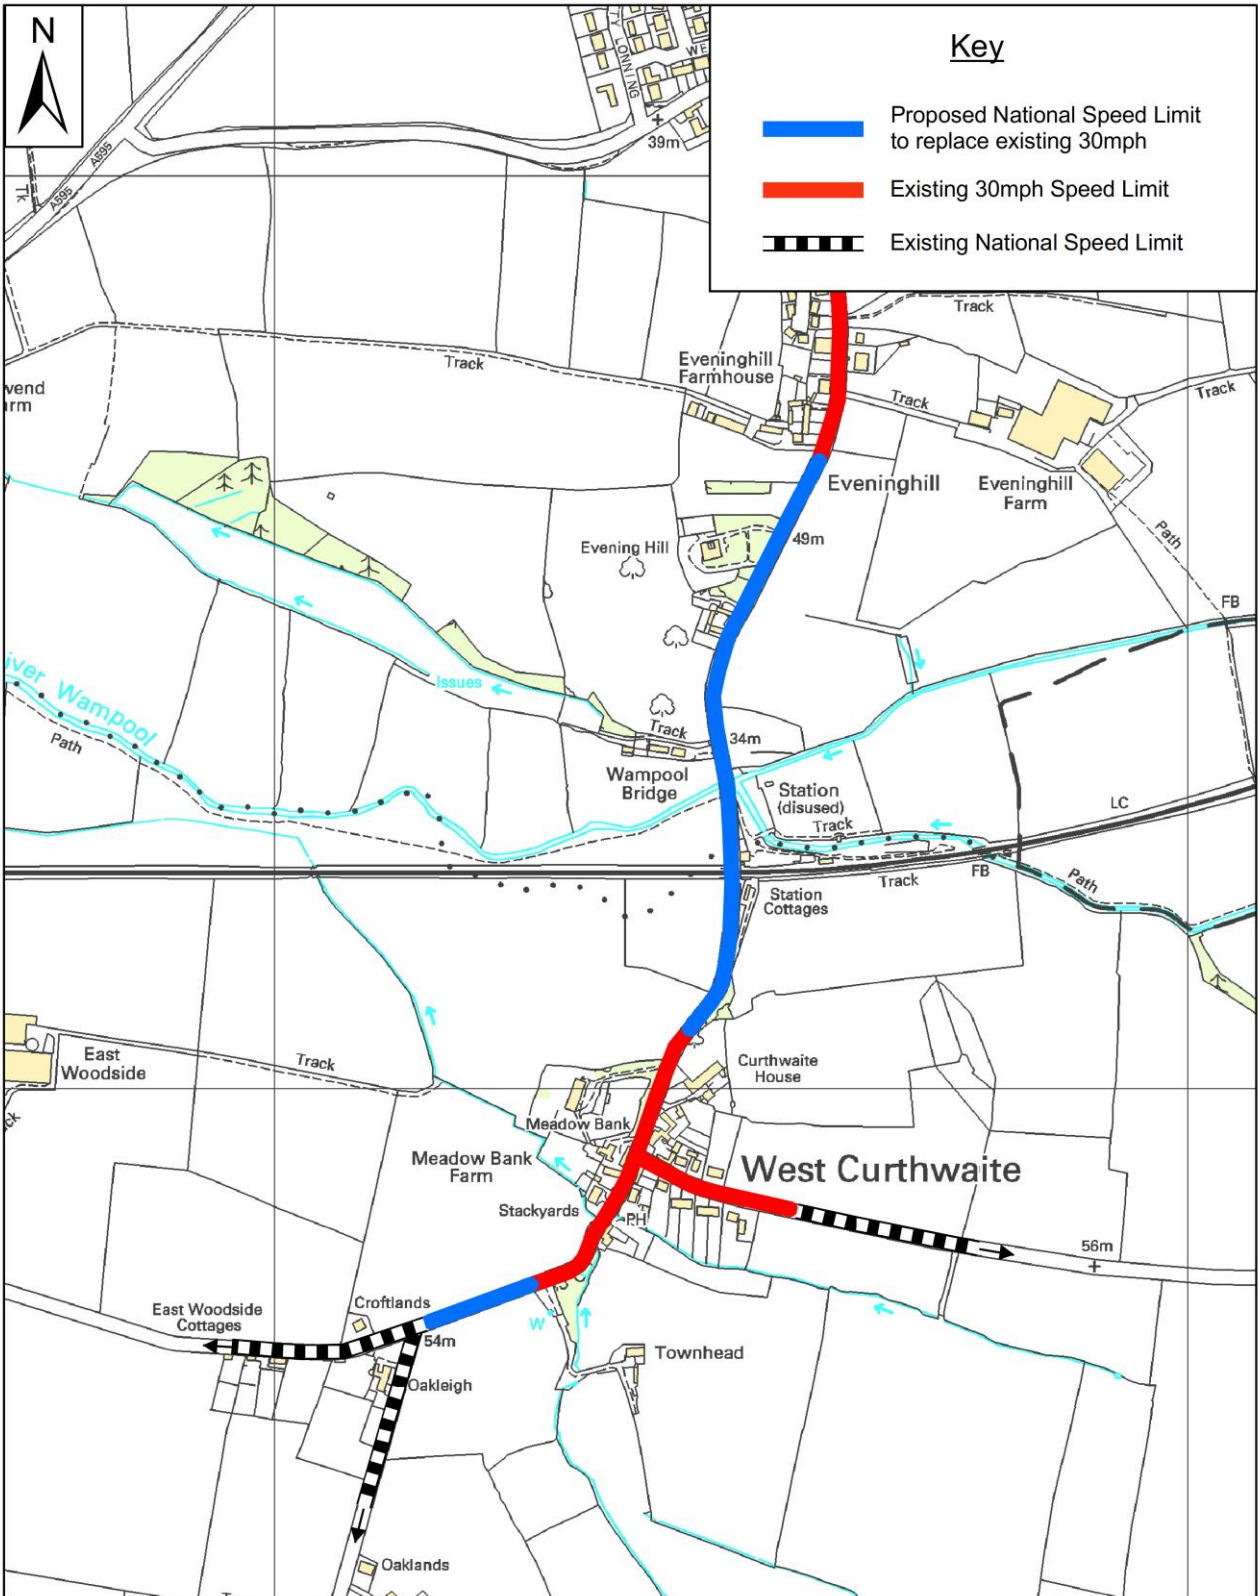 N
Key
Proposed National Speed Limit
to replace existing 30mph
Existing 30mph Speed Limit
Existing National Speed Limit
LONNING
WE
39m
A595
A595
Tk
Track
Eveninghill
Farmhouse
Track
Track
Track
Eveninghill
Eveninghill
Farm
49m
Evening Hill
Path
FB
Issues
River Wampool
Path
Track
34m
Wampool
Bridge
Station
(disused)
Track
LC
Track
FB
Path
Station
Cottages
East
Woodside
Track
Curthwaite
House
Meadow Bank
Meadow Bank
Farm
West Curthwaite
Stackyards
PH
56m
East Woodside
Cottages
Croftlands
W
54m
Townhead
Oakleigh
Oaklands